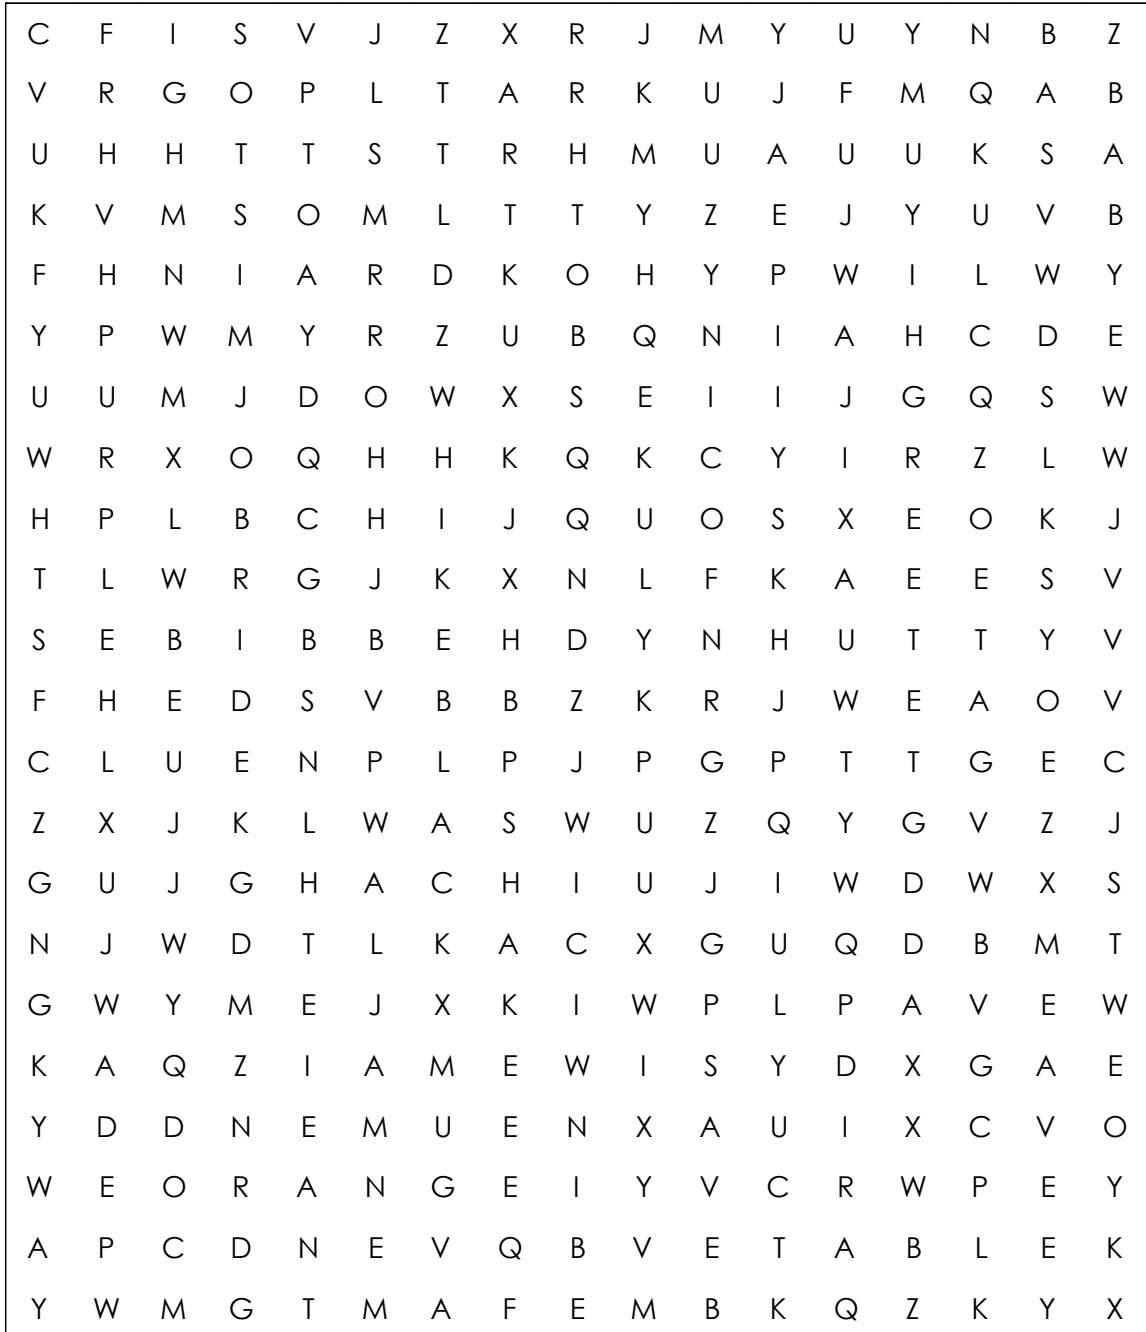 C F I S V J Z X R J M Y U Y N B Z
V R G O P L T A R K U J F M Q A B
U H H T T S T R H M U A U U K S A
K V M S O M L T T Y Z E J Y U V B
F H N I A R D K O H Y P W I L W Y
Y P W M Y R Z U B Q N I A H C D E
U U M J D O W X S E I I J G Q S W
W R X O Q H H K Q K C Y I R Z L W
H P L B C H I J Q U O S X E O K J
T L W R G J K X N L F K A E E S V
S E B I B B E H D Y N H U T T Y V
F H E D S V B B Z K R J W E A O V
C L U E N P L P J P G P T T G E C
Z X J K L W A S W U Z Q Y G V Z J
G U J G H A C H I U J I W D W X S
N J W D T L K A C X G U Q D B M T
G W Y M E J X K I W P L P A V E W
K A Q Z I A M E W I S Y D X G A E
Y D D N E M U E N X A U I X C V O
W E O R A N G E I Y V C R W P E Y
A P C D N E V Q B V E T A B L E K
Y W M G T M A F E M B K Q Z K Y X